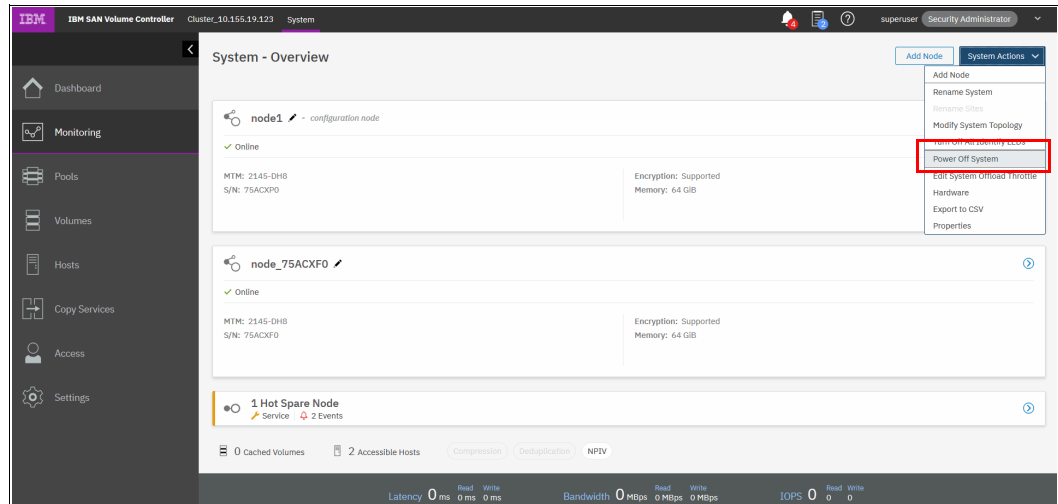 IBM IBM SAN Volume Controller Cluster_10.155.19.123 System 4 2 ? superuser Security Administrator
System - Overview
Add Node System Actions
Dashboard
Monitoring
Pools
Volumes
Hosts
Copy Services
Access
Settings
Add Node
Rename System
Rename Sites
Modify System Topology
Turn Off All Identify LEDs
Power Off System
Edit System Offload Throttle
Hardware
Export to CSV
Properties
node1 - configuration node
Online
MTM: 2145-DH8 Encryption: Supported
S/N: 75ACXP0 Memory: 64 GiB
node_75ACXF0
Online
MTM: 2145-DH8 Encryption: Supported
S/N: 75ACXF0 Memory: 64 GiB
1 Hot Spare Node
Service 2 Events
0 Cached Volumes 2 Accessible Hosts Compression Deduplication NPIV
Latency 0 ms Read 0 ms Write 0 ms Bandwidth 0 MBps Read 0 MBps Write 0 MBps IOPS 0 Read 0 Write 0